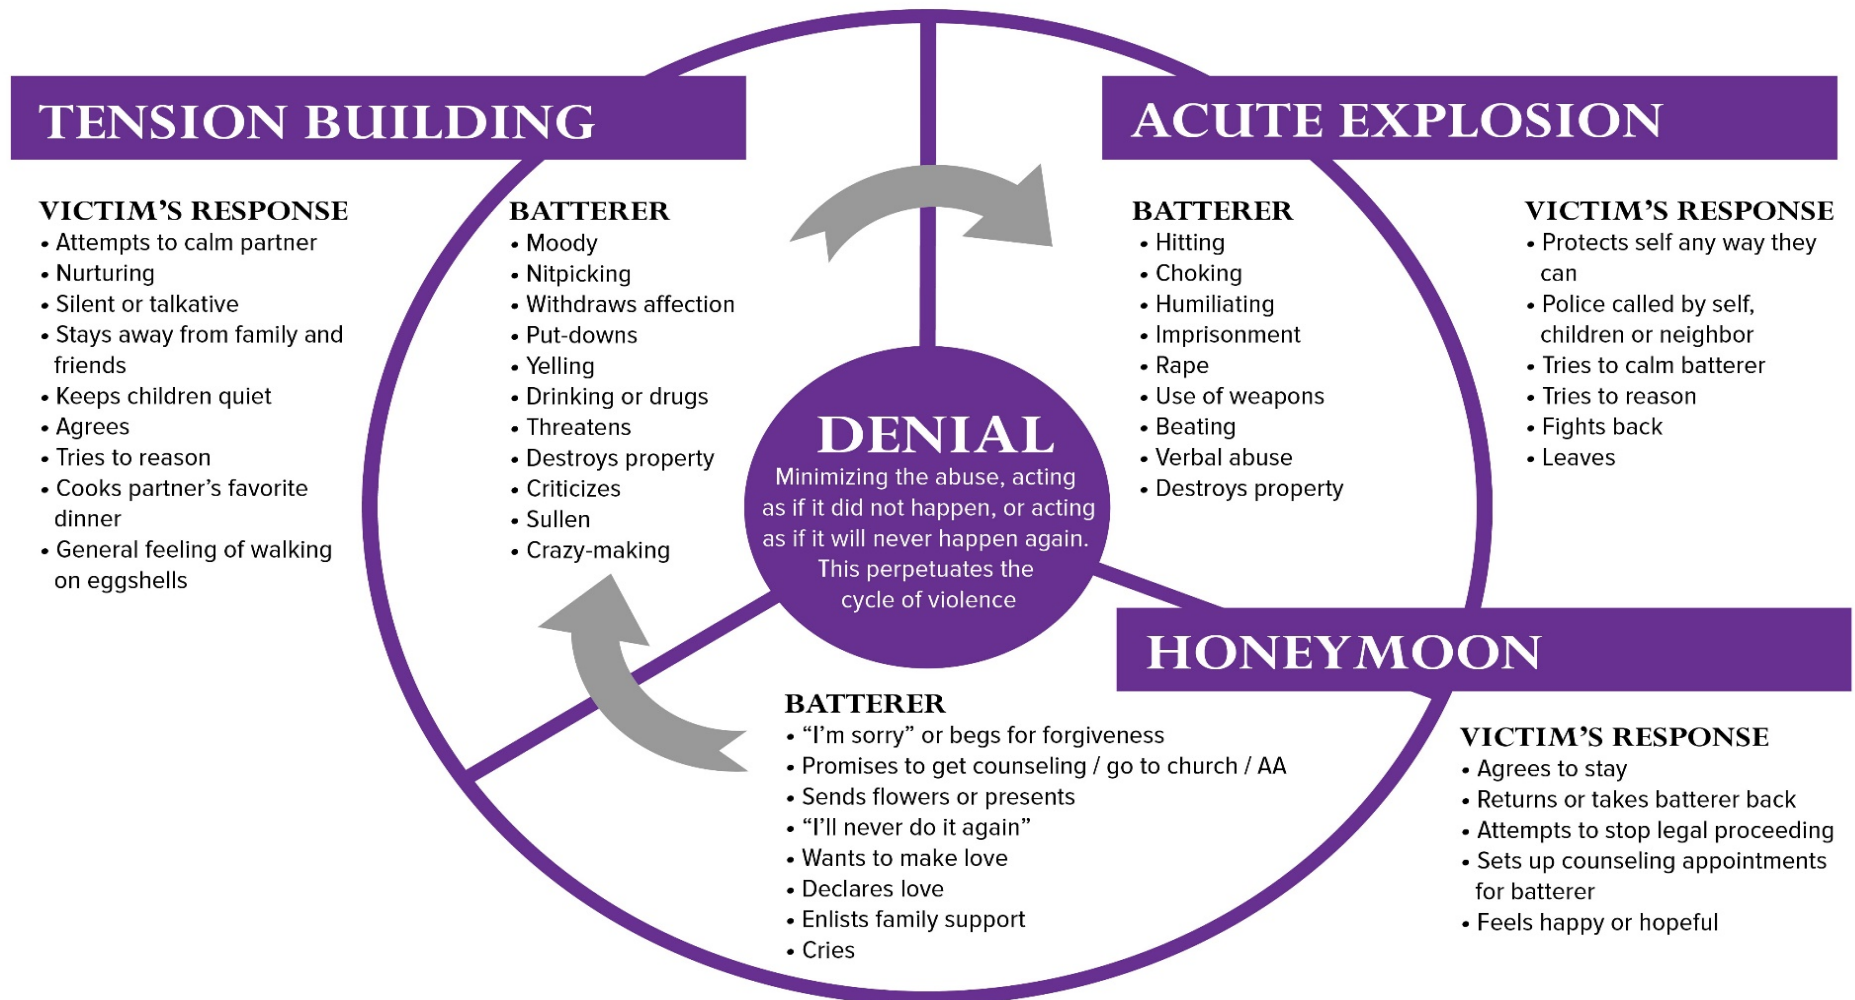 TENSION BUILDING
VICTIM’S RESPONSE
• Attempts to calm partner
• Nurturing
• Silent or talkative
• Stays away from family and
friends
• Keeps children quiet
• Agrees
• Tries to reason
• Cooks partner’s favorite
dinner
• General feeling of walking
on eggshells
BATTERER
• Moody
• Nitpicking
• Withdraws affection
• Put-downs
• Yelling
• Drinking or drugs
• Threatens
• Destroys property
• Criticizes
• Sullen
• Crazy-making
ACUTE EXPLOSION
BATTERER
• Hitting
• Choking
• Humiliating
• Imprisonment
• Rape
• Use of weapons
• Beating
• Verbal abuse
• Destroys property
VICTIM’S RESPONSE
• Protects self any way they
can
• Police called by self,
children or neighbor
• Tries to calm batterer
• Tries to reason
• Fights back
• Leaves
DENIAL
Minimizing the abuse, acting
as if it did not happen, or acting
as if it will never happen again.
This perpetuates the
cycle of violence
HONEYMOON
BATTERER
• “I’m sorry” or begs for forgiveness
• Promises to get counseling / go to church / AA
• Sends flowers or presents
• “I’ll never do it again”
• Wants to make love
• Declares love
• Enlists family support
• Cries
VICTIM’S RESPONSE
• Agrees to stay
• Returns or takes batterer back
• Attempts to stop legal proceeding
• Sets up counseling appointments
for batterer
• Feels happy or hopeful